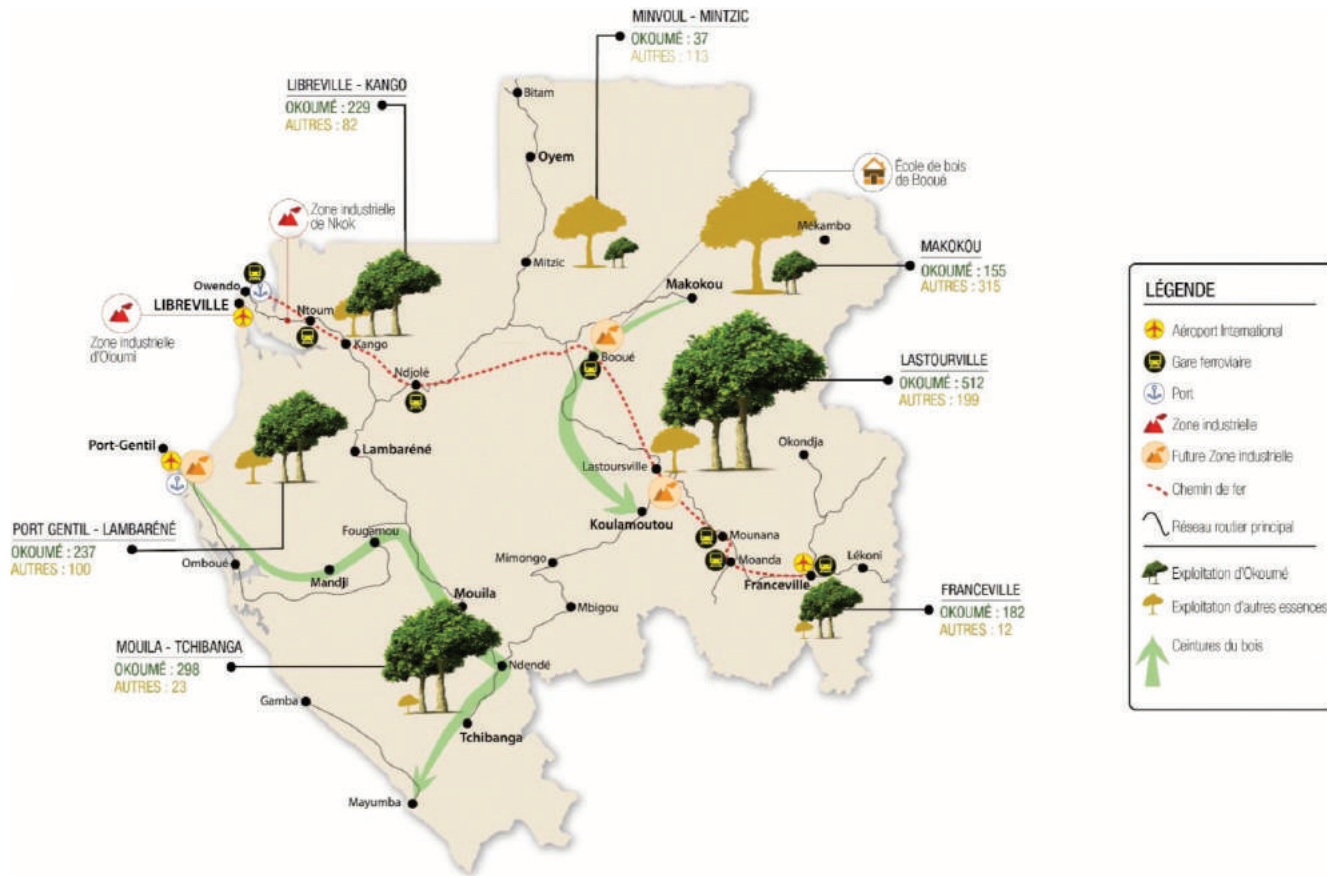 MINVOUL - MINTZIC
OKOUMÉ : 37
AUTRES : 113
LIBREVILLE - KANGO
OKOUMÉ : 229
AUTRES : 82
Bitam
Oyem
École de bois
de Booué
Zone industrielle
de Nkok
Mékambo
MAKOKOU
OKOUMÉ : 155
AUTRES : 315
Mitzic
Makokou
Owendo
LIBREVILLE
Ntoum
Zone industrielle
d'Oloumi
Kango
Booué
Ndjolé
LASTOURVILLE
OKOUMÉ : 512
AUTRES : 199
Port-Gentil
Lambaréné
Okondja
Lastoursville
Koulamoutou
PORT GENTIL - LAMBARÉNÉ
OKOUMÉ : 237
AUTRES : 100
Fougamou
Omboué
Mandji
Mimongo
Mounana
Moanda
Franceville
Lékoni
Mouila
Mbigou
FRANCEVILLE
OKOUMÉ : 182
AUTRES : 12
MOUILA - TCHIBANGA
OKOUMÉ : 298
AUTRES : 23
Ndendé
Gamba
Tchibanga
Mayumba
LÉGENDE
Aéroport International
Gare ferroviaire
Port
Zone industrielle
Future Zone industrielle
Chemin de fer
Réseau routier principal
Exploitation d'Okoumé
Exploitation d'autres essences
Ceintures du bois